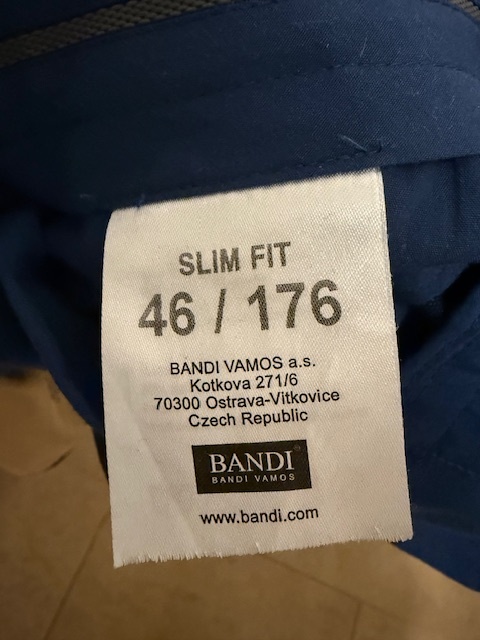 SLIM FIT
46 / 176
BANDI VAMOS a.s.
Kotkova 271/6
70300 Ostrava-Vitkovice
Czech Republic
BANDI
BANDI VAMOS
www.bandi.com